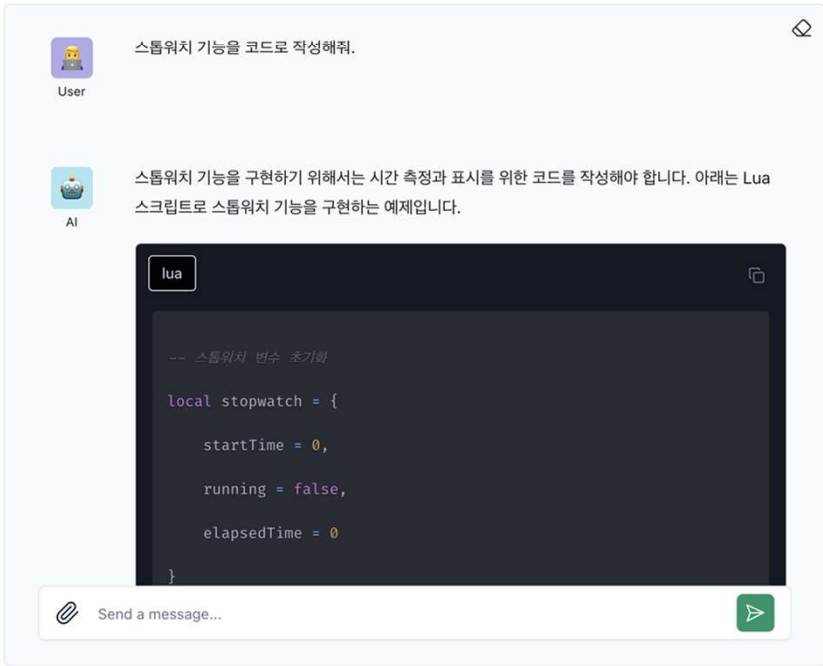 스톱워치 기능을 코드로 작성해줘.
User
스톱워치 기능을 구현하기 위해서는 시간 측정과 표시를 위한 코드를 작성해야 합니다. 아래는 Lua
스크립트로 스톱워치 기능을 구현하는 예제입니다.
AI
lua
-- 스톱워치 변수 초기화
local stopwatch = {
startTime = 0,
running = false,
elapsedTime = 0
}
Send a message...